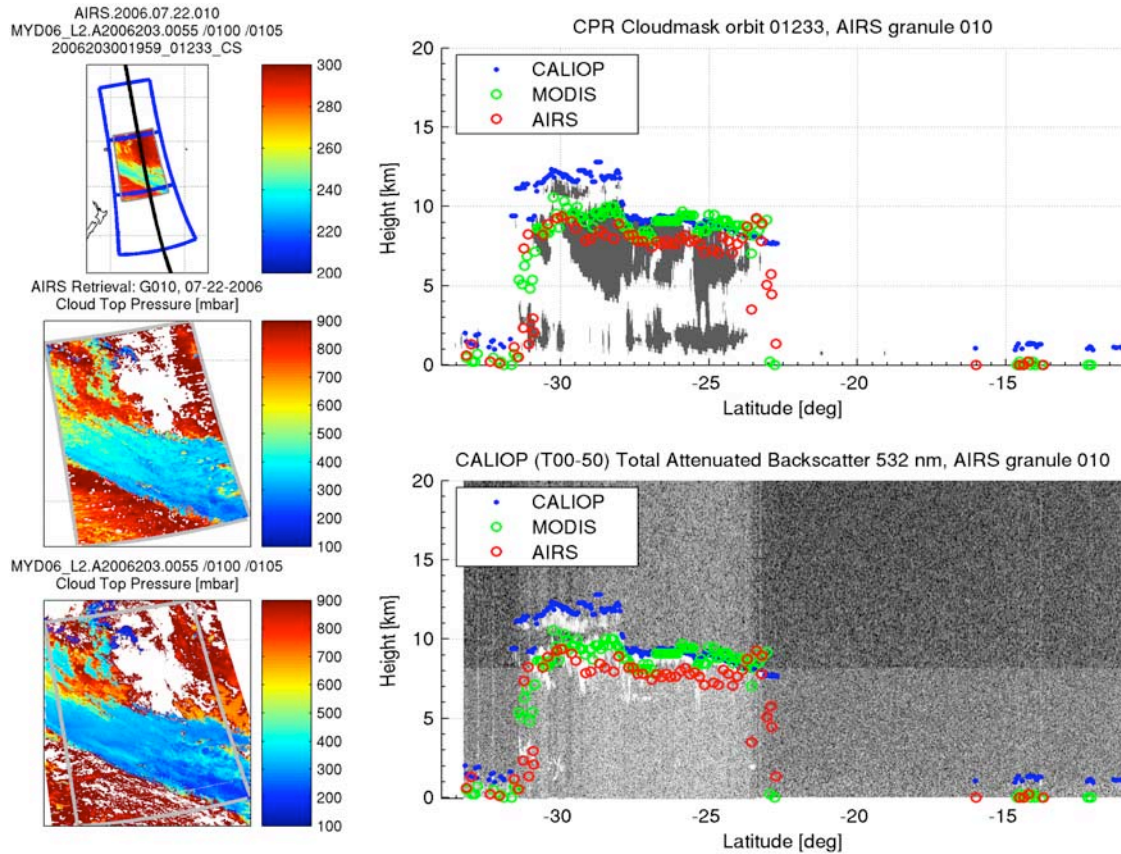 AIRS.2006.07.22.010
MYD06_L2.A2006203.0055 /0100 /0105
2006203001959_01233_CS
300
280
260
240
220
200
AIRS Retrieval: G010, 07-22-2006
Cloud Top Pressure [mbar]
900
800
700
600
500
400
300
200
100
MYD06_L2.A2006203.0055 /0100 /0105
Cloud Top Pressure [mbar]
900
800
700
600
500
400
300
200
100
CPR Cloudmask orbit 01233, AIRS granule 010
CALIOP
MODIS
AIRS
Height [km]
20
15
10
5
0
-30 -25 -20 -15
Latitude [deg]
CALIOP (T00-50) Total Attenuated Backscatter 532 nm, AIRS granule 010
CALIOP
MODIS
AIRS
Height [km]
20
15
10
5
0
-30 -25 -20 -15
Latitude [deg]